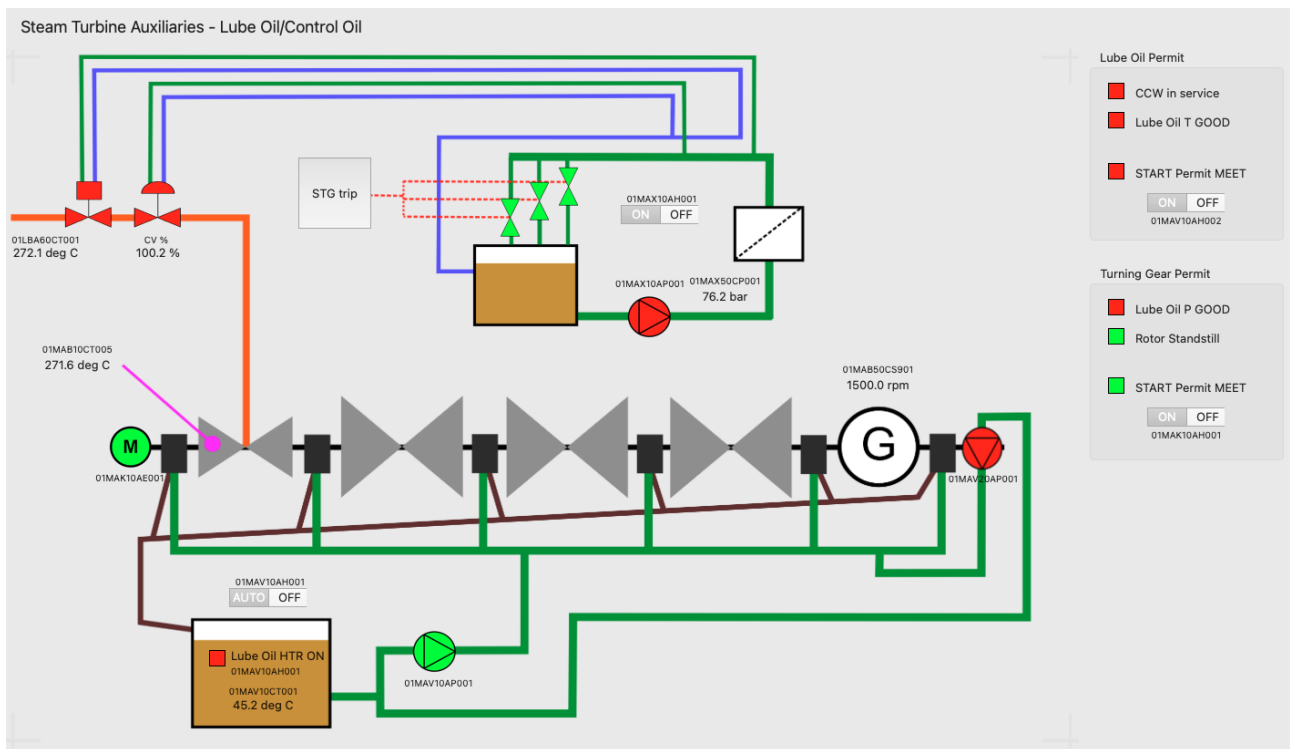 Steam Turbine Auxiliaries - Lube Oil/Control Oil
Lube Oil Permit
CCW in service
Lube Oil T GOOD
START Permit MEET
ON OFF
01MAV10AH002
Turning Gear Permit
Lube Oil P GOOD
Rotor Standstill
START Permit MEET
ON OFF
01MAK10AH001
STG trip
01MAX10AH001
ON OFF
01LBA60CT001
272.1 deg C
CV %
100.2 %
01MAX10AP001
01MAX50CP001
76.2 bar
01MAB10CT005
271.6 deg C
01MAB50CS901
1500.0 rpm
M
G
01MAK10AE001
01MAV20AP001
01MAV10AH001
AUTO OFF
Lube Oil HTR ON
01MAV10AH001
01MAV10CT001
45.2 deg C
01MAV10AP001